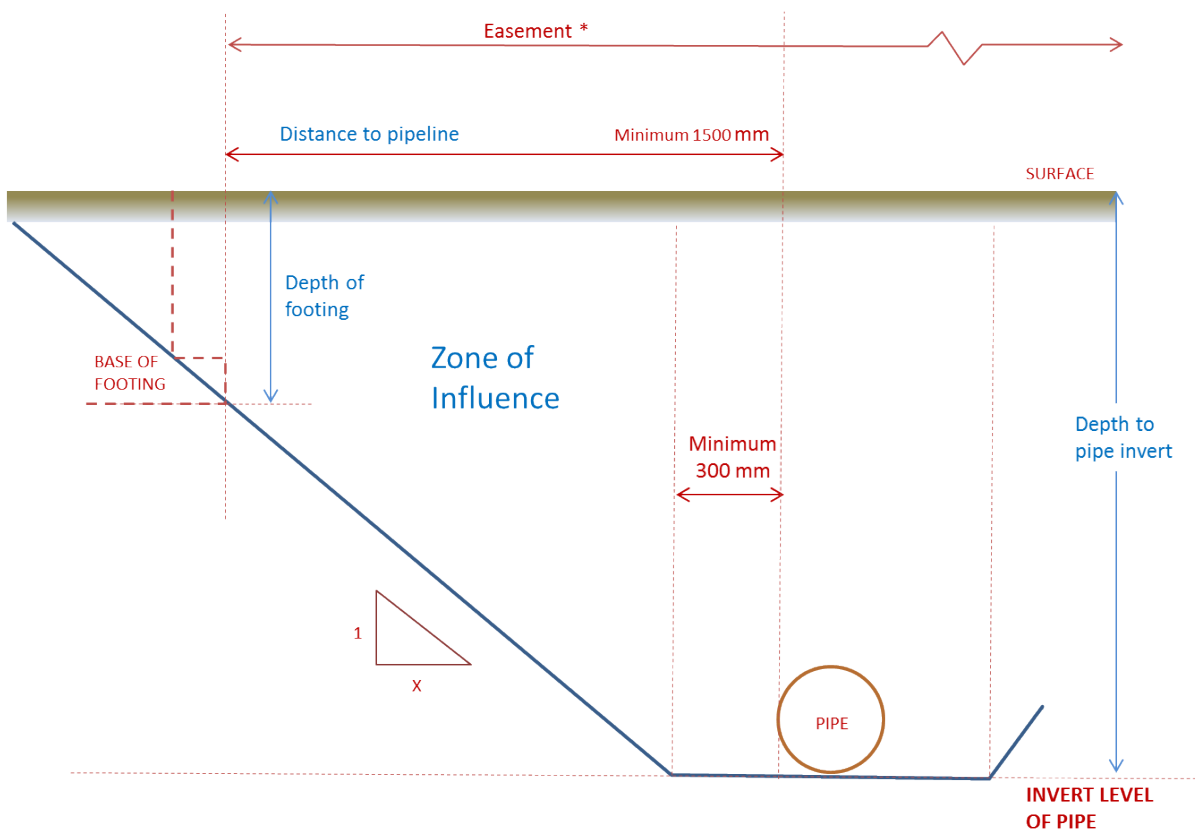 Easement *
Distance to pipeline
Minimum 1500 mm
SURFACE
Depth of
footing
BASE OF
FOOTING
Zone of
Influence
Minimum
300 mm
Depth to
pipe invert
1
X
PIPE
INVERT LEVEL
OF PIPE